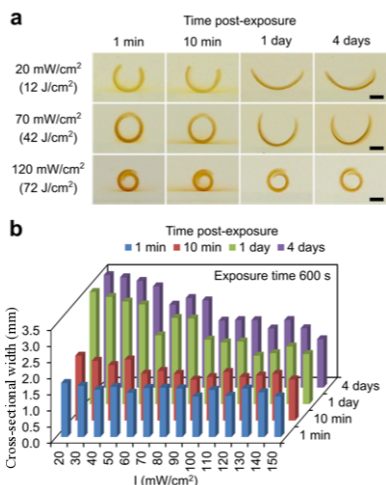 a
Time post-exposure
1 min 10 min 1 day 4 days
20 mW/cm²
(12 J/cm²)
70 mW/cm²
(42 J/cm²)
120 mW/cm²
(72 J/cm²)
b
Time post-exposure
1 min 10 min 1 day 4 days
Exposure time 600 s
Cross-sectional width (mm)
3.5
3.0
2.5
2.0
1.5
1.0
0.5
0.0
4 days
1 day
10 min
1 min
20 30 40 50 60 70 80 90 100 110 120 130 140 150
I (mW/cm²)